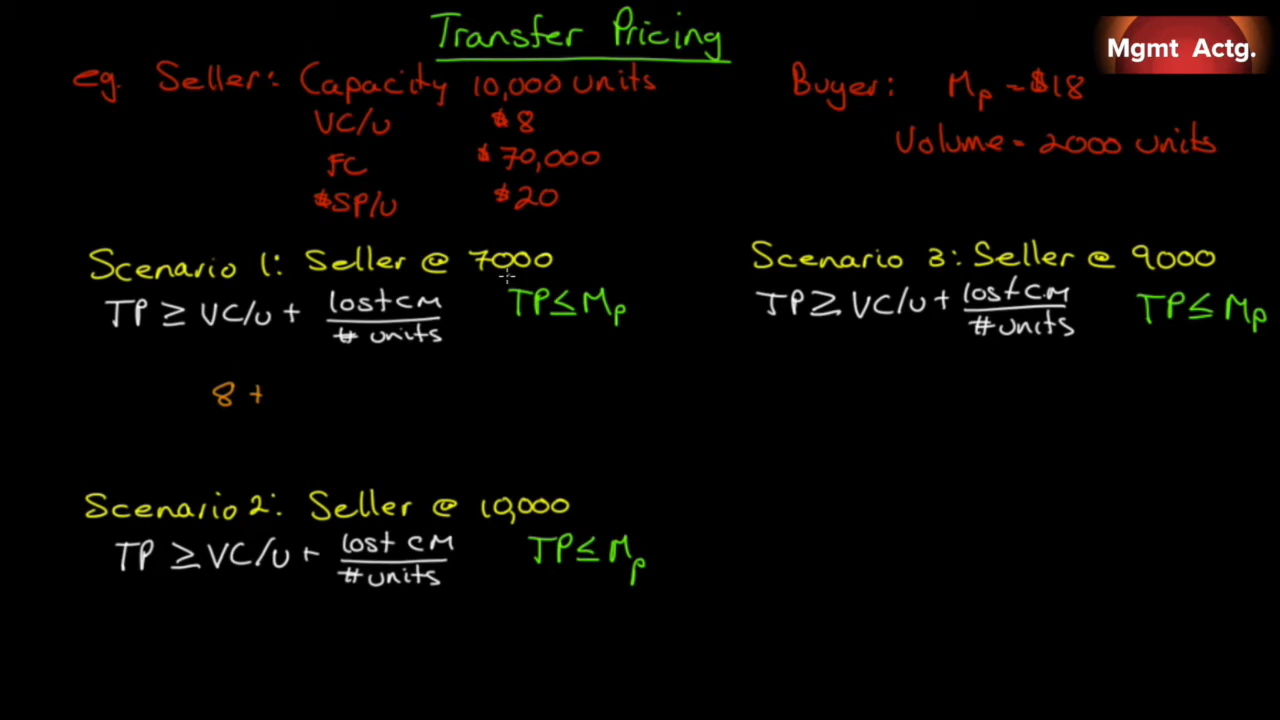 Transfer Pricing
Mgmt Actg.
eg. Seller: Capacity 10,000 units
VC/u $8
FC $70,000
$SP/u $20
Buyer: Mp = $18
Volume = 2000 units
Scenario 1: Seller @ 7000
TP ≥ VC/u + lost CM / # units TP ≤ Mp
8 +
Scenario 2: Seller @ 10,000
TP ≥ VC/u + lost CM / # units TP ≤ Mp
Scenario 3: Seller @ 9000
TP ≥ VC/u + lost CM / # units TP ≤ Mp